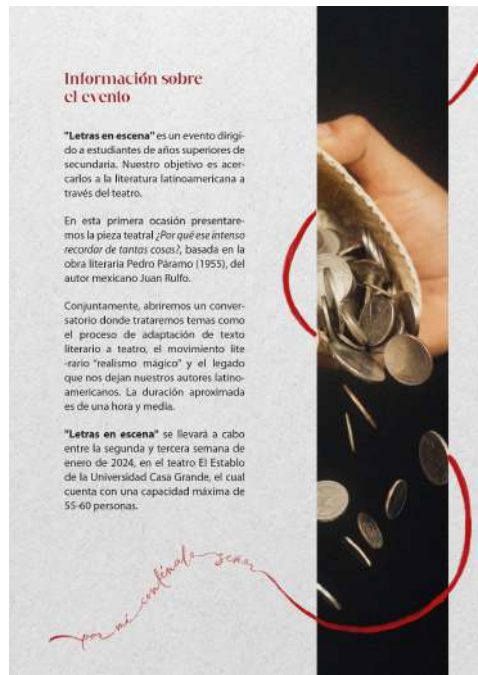 Información sobre
el evento
"Letras en escena" es un evento dirigi-
do a estudiantes de años superiores de
secundaria. Nuestro objetivo es acer-
carlos a la literatura latinoamericana a
través del teatro.
En esta primera ocasión presentare-
mos la pieza teatral ¿Por qué ese intenso
recordar de tantas cosas?, basada en la
obra literaria Pedro Páramo (1955), del
autor mexicano Juan Rulfo.
Conjuntamente, abriremos un conver-
satorio donde trataremos temas como
el proceso de adaptación de texto
literario a teatro, el movimiento lite
-rario "realismo mágico" y el legado
que nos dejan nuestros autores latino-
americanos. La duración aproximada
es de una hora y media.
"Letras en escena" se llevará a cabo
entre la segunda y tercera semana de
enero de 2024, en el teatro El Establo
de la Universidad Casa Grande, el cual
cuenta con una capacidad máxima de
55-60 personas.
mi